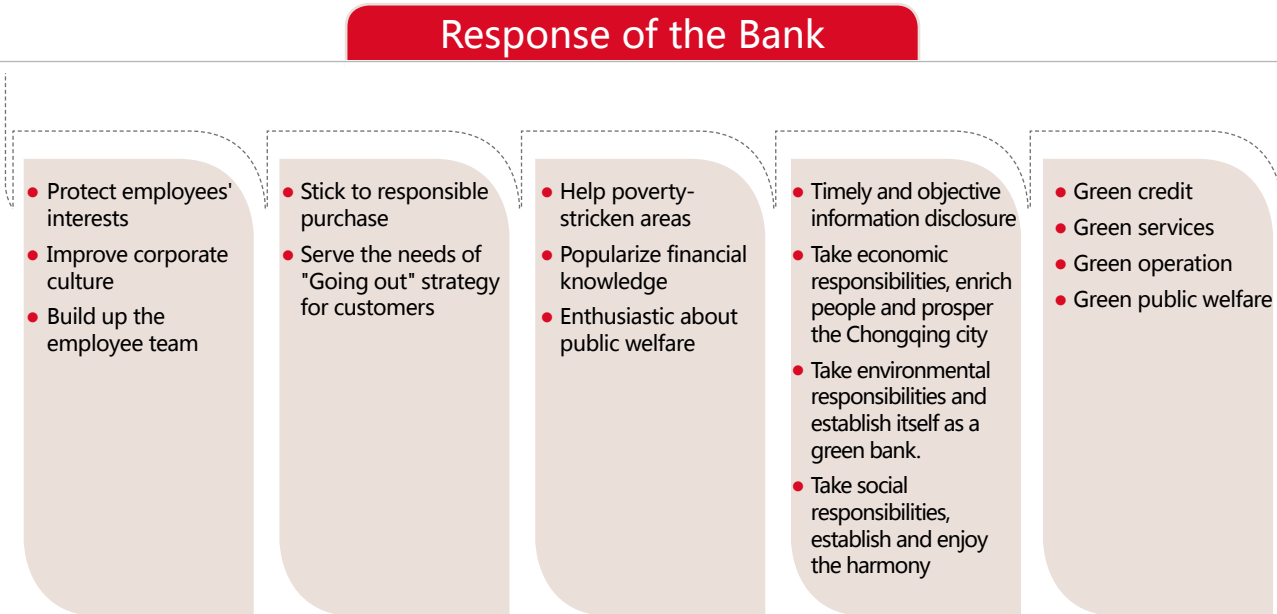 Response of the Bank
Protect employees'
interests
Improve corporate
culture
Build up the
employee team
Stick to responsible
purchase
Serve the needs of
"Going out" strategy
for customers
Help poverty-
stricken areas
Popularize financial
knowledge
Enthusiastic about
public welfare
Timely and objective
information disclosure
Take economic
responsibilities, enrich
people and prosper
the Chongqing city
Take environmental
responsibilities and
establish itself as a
green bank.
Take social
responsibilities,
establish and enjoy
the harmony
Green credit
Green services
Green operation
Green public welfare